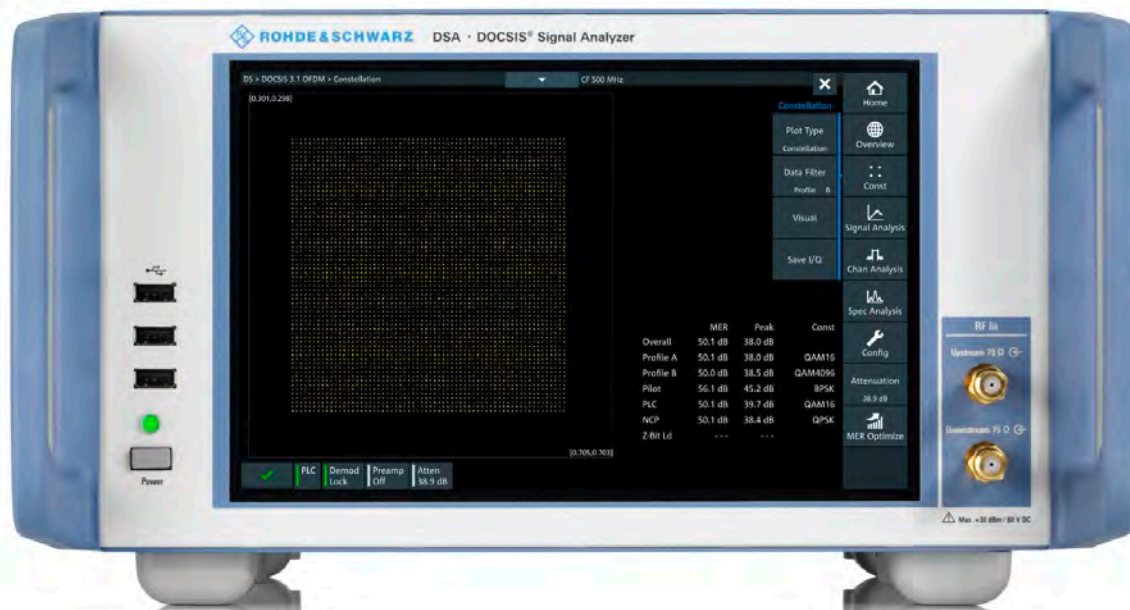 ROHDE & SCHWARZ DSA · DOCSIS® Signal Analyzer
DS > DOCSIS 3.1 OFDM > Constellation CF 500 MHz
[0.301,0.298]
Constellation
Plot Type
Constellation
Data Filter
Profile B
Visual
Save I/Q
Home
Overview
Const
Signal Analysis
Chan Analysis
Spec Analysis
Config
Attenuation
38.9 dB
MER Optimize
MER Peak Const
Overall 50.1 dB 38.0 dB
Profile A 50.1 dB 38.0 dB QAM16
Profile B 50.0 dB 38.5 dB QAM4096
Pilot 56.1 dB 45.2 dB BPSK
PLC 50.1 dB 39.7 dB QAM16
NCP 50.1 dB 38.4 dB QPSK
Z-Bit Ld --- ---
[0.705,0.703]
PLC
Demod Lock
Preamp Off
Atten 38.9 dB
Power
RF In
Upstream 75 Ω
Downstream 75 Ω
Max. +30 dBm / 80 V DC